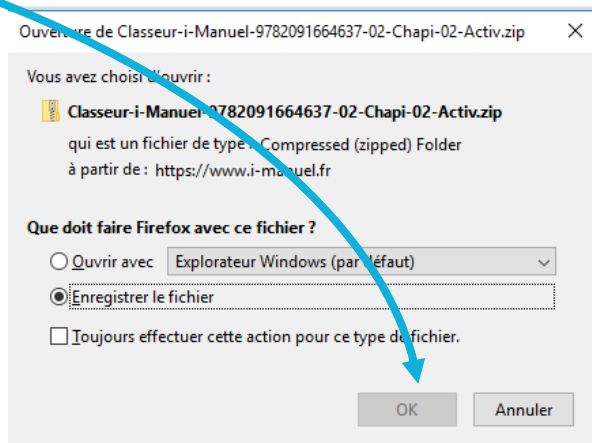 Ouverture de Classeur-i-Manuel-9782091664637-02-Chapi-02-Activ.zip
Vous avez choisi d'ouvrir :
Classeur-i-Manuel-9782091664637-02-Chapi-02-Activ.zip
qui est un fichier de type : Compressed (zipped) Folder
à partir de : https://www.i-manuel.fr
Que doit faire Firefox avec ce fichier ?
Ouvrir avec Explorateur Windows (par défaut)
Enregistrer le fichier
Toujours effectuer cette action pour ce type de fichier.
OK Annuler